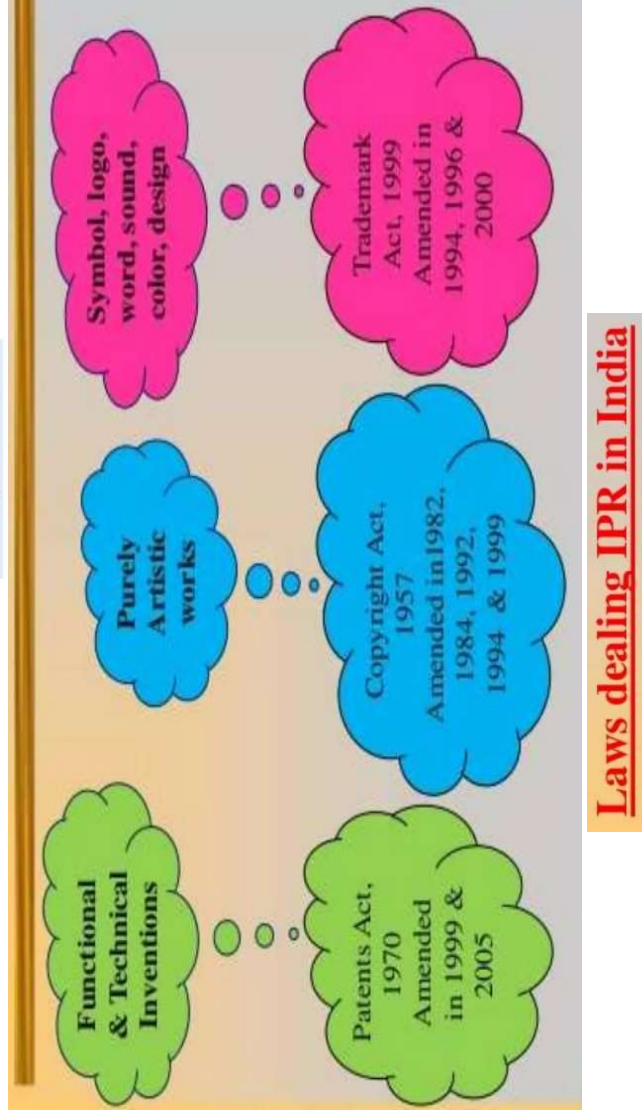 Functional
& Technical
Inventions
Purely
Artistic
works
Symbol, logo,
word, sound,
color, design
Patents Act,
1970
Amended
in 1999 &
2005
Copyright Act,
1957
Amended in1982,
1984, 1992,
1994 & 1999
Trademark
Act, 1999
Amended in
1994, 1996 &
2000
Laws dealing IPR in India